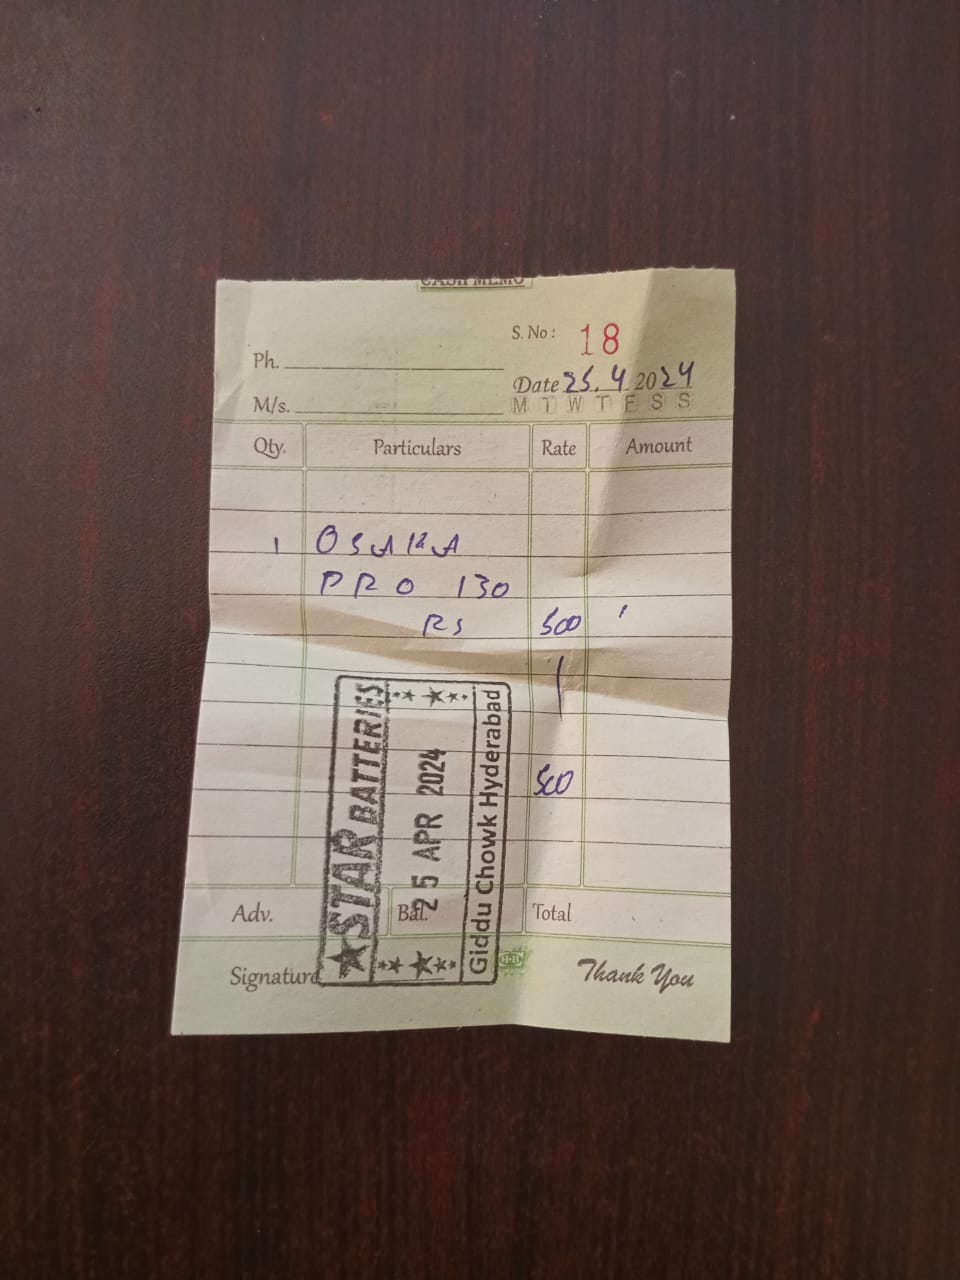 CASH MEMO
S. No: 18
Ph.
Date 25.4.2024
M/s.
M T W T F S S
Qty. Particulars Rate Amount
1 OSAKA
PRO 130
RS 500
500
★STAR BATTERIES
25 APR 2024
Giddu Chowk Hyderabad
Adv. Bal. Total
Signature
H·B
Thank You